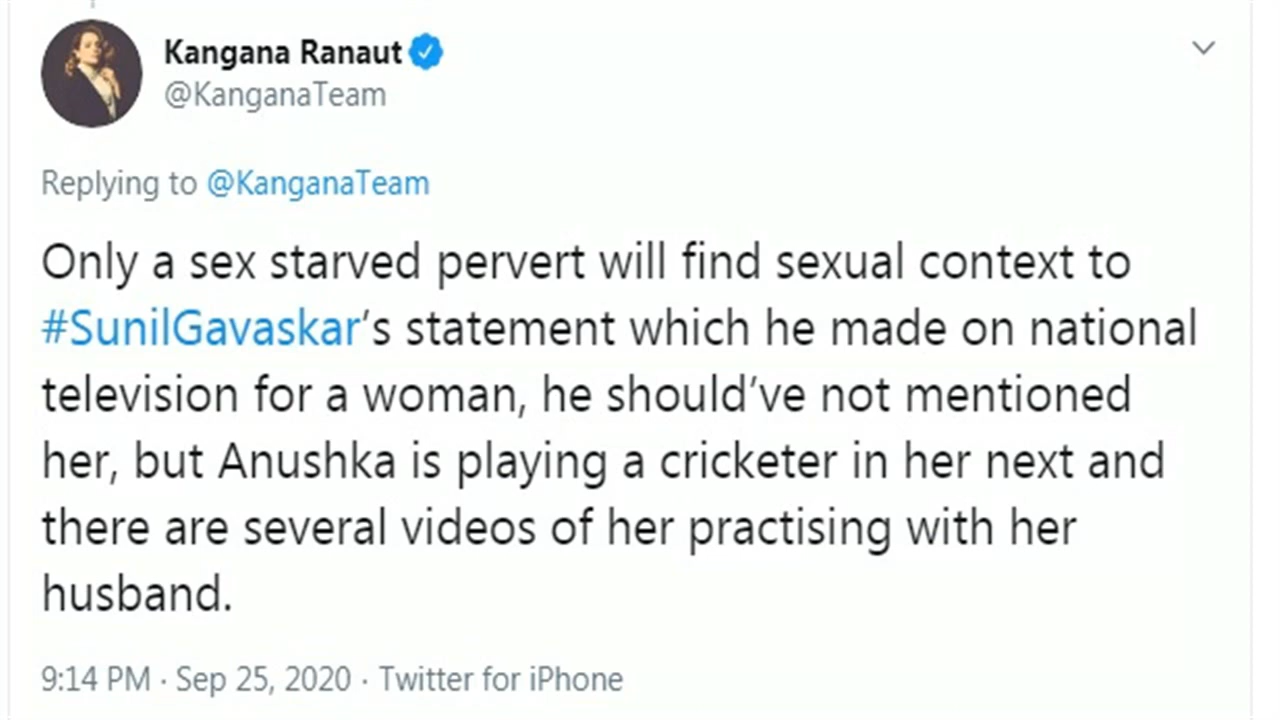 Kangana Ranaut
@KanganaTeam
Replying to @KanganaTeam
Only a sex starved pervert will find sexual context to
#SunilGavaskar’s statement which he made on national
television for a woman, he should’ve not mentioned
her, but Anushka is playing a cricketer in her next and
there are several videos of her practising with her
husband.
9:14 PM · Sep 25, 2020 · Twitter for iPhone